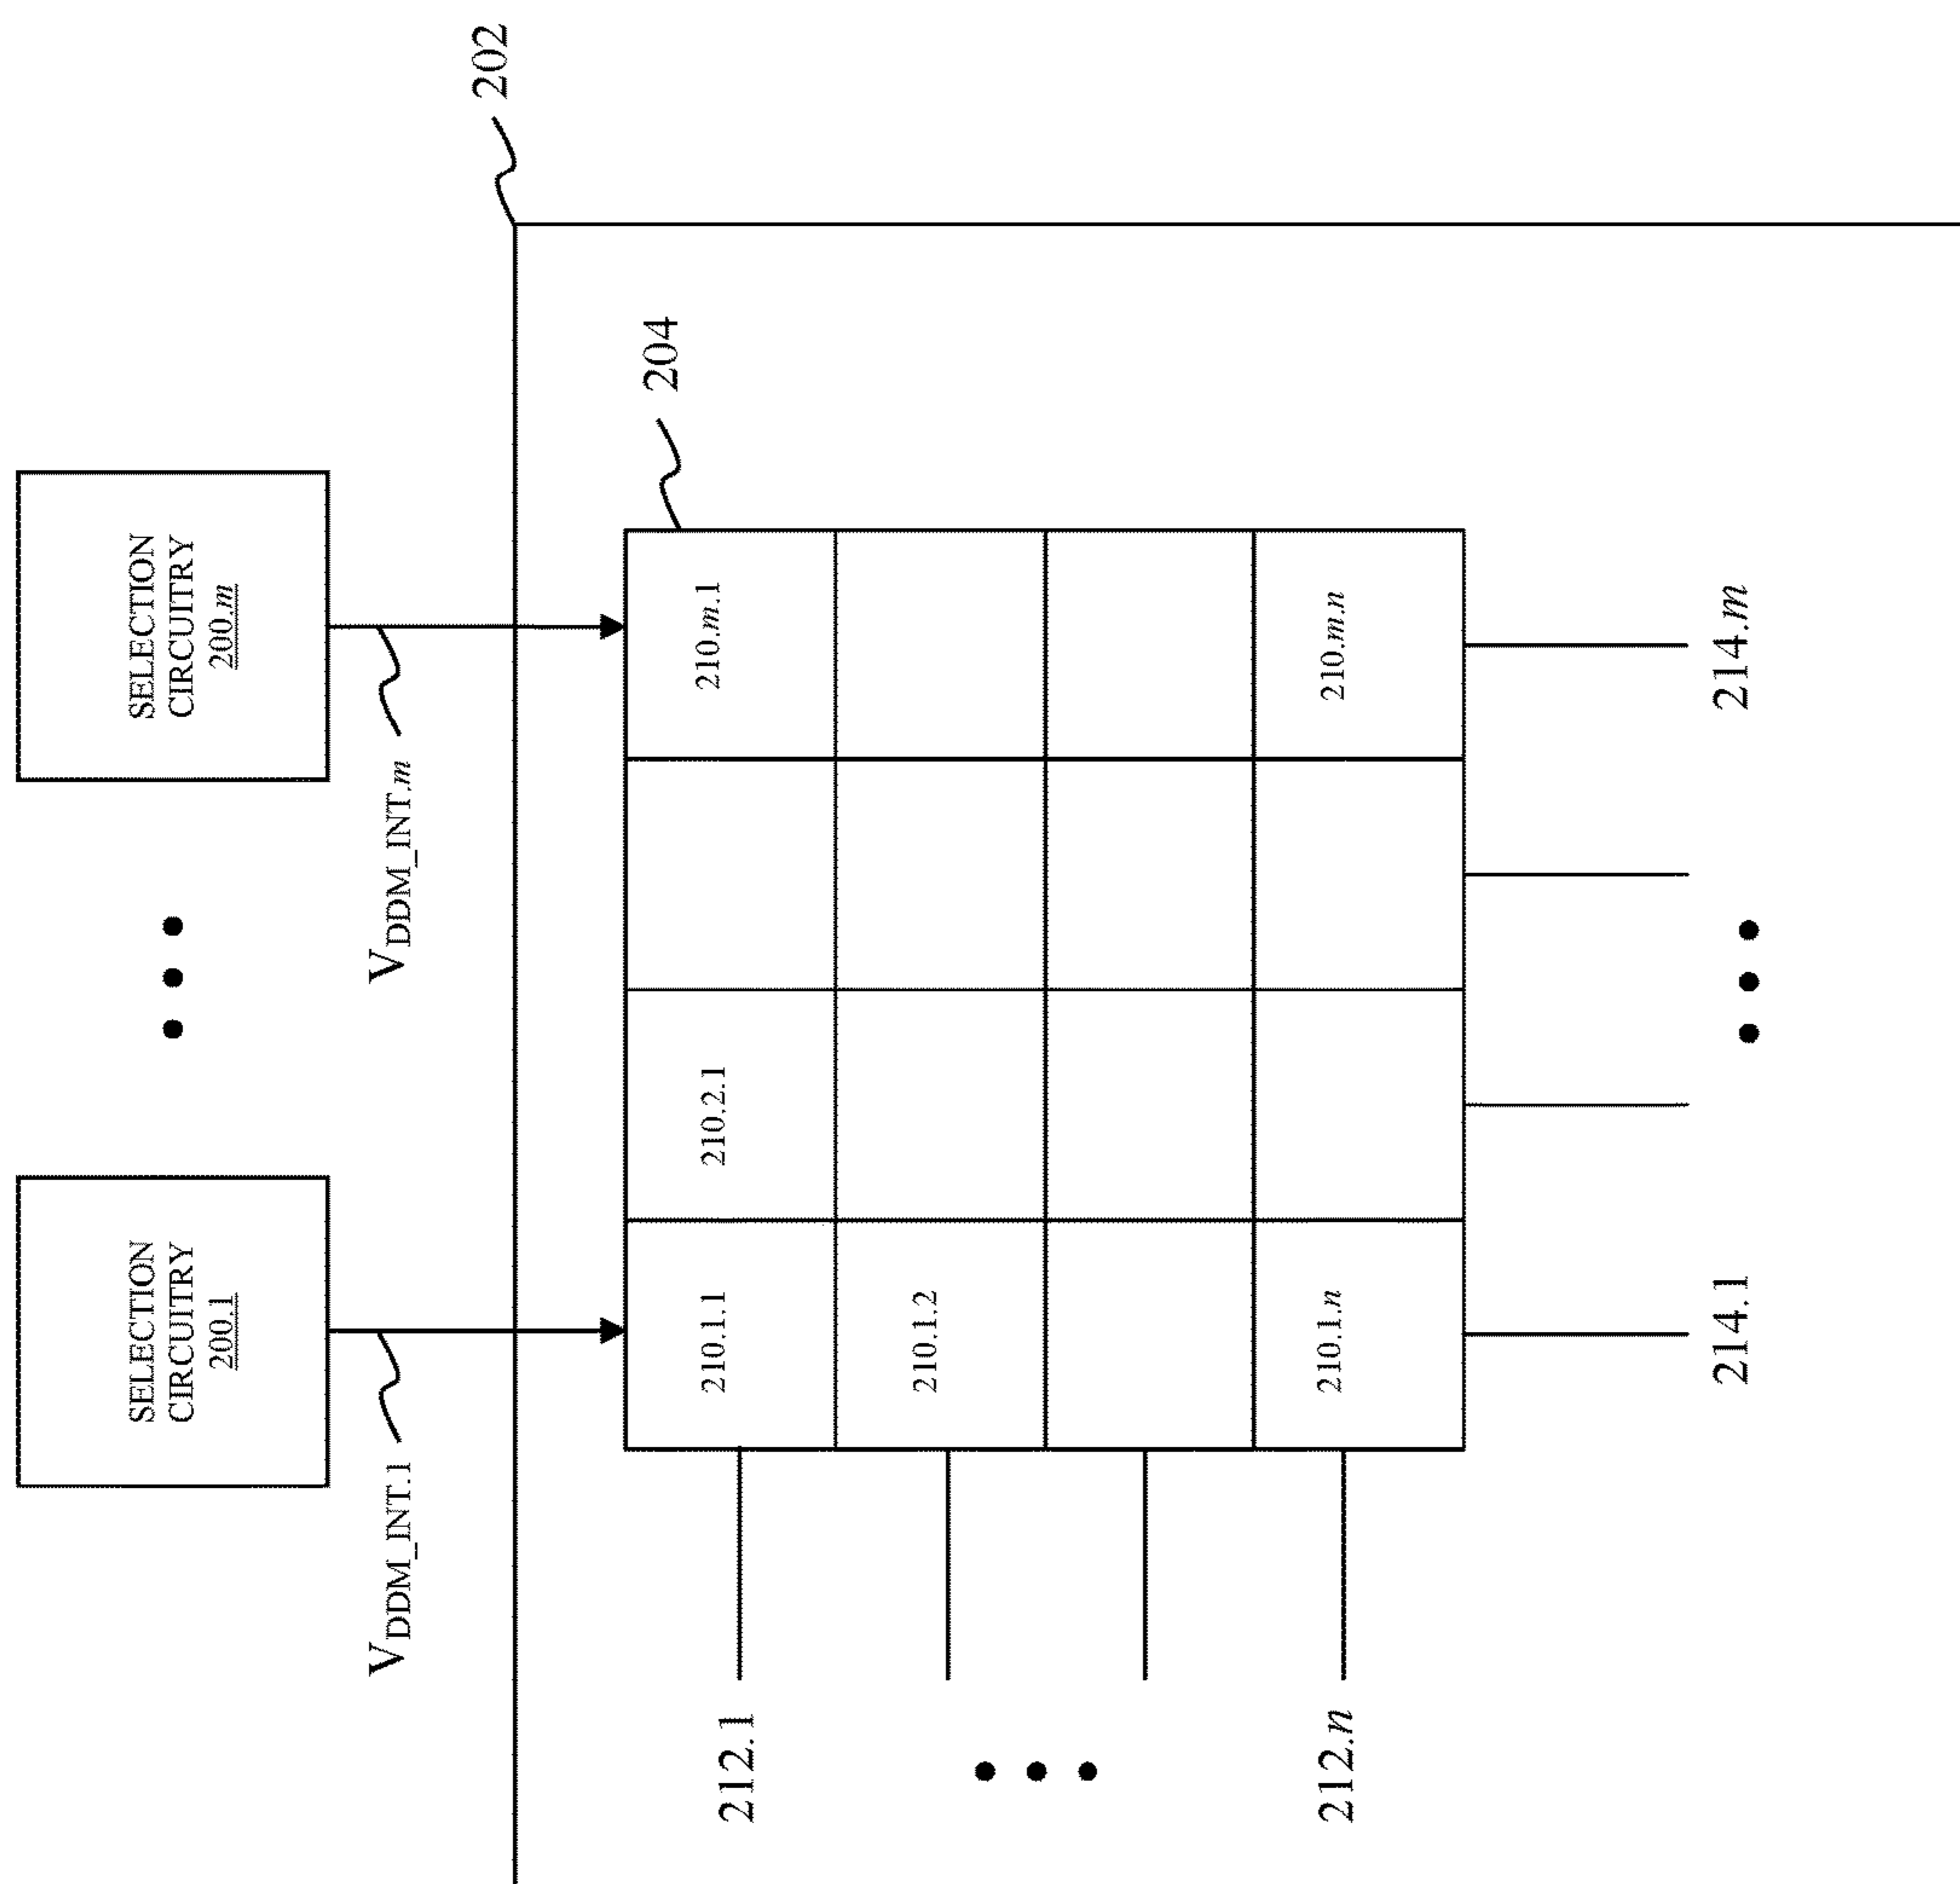 SELECTION
CIRCUITRY
200.1
SELECTION
CIRCUITRY
200.m
VDDM_INT.1
VDDM_INT.m
202
204
212.1
210.1.1
210.2.1
210.m.1
210.1.2
212.n
210.1.n
210.m.n
214.1
214.m